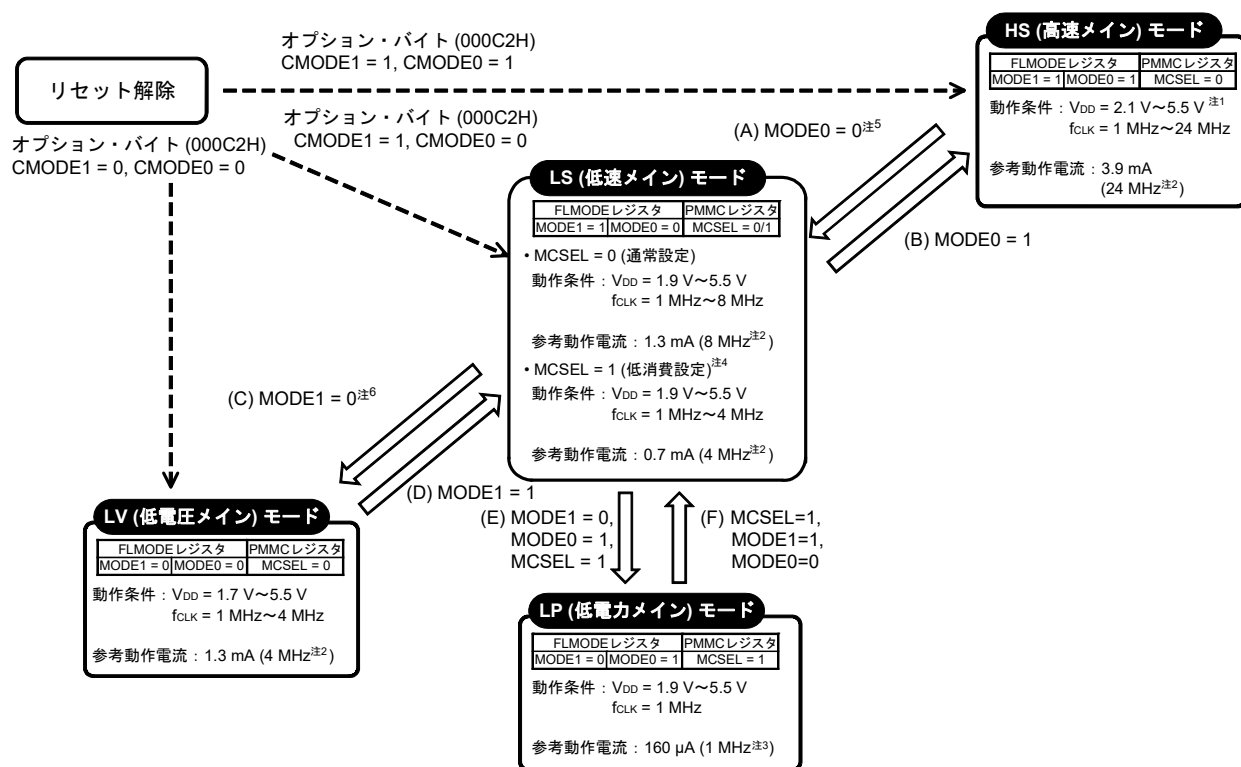 オプション・バイト (000C2H)
CMODE1 = 1, CMODE0 = 1
リセット解除
オプション・バイト (000C2H)
CMODE1 = 1, CMODE0 = 0
オプション・バイト (000C2H)
CMODE1 = 0, CMODE0 = 0
HS (高速メイン) モード
FLMODEレジスタ PMMCレジスタ
MODE1 = 1 MODE0 = 1 MCSEL = 0
動作条件：VDD = 2.1 V～5.5 V 注1
fCLK = 1 MHz～24 MHz
参考動作電流：3.9 mA
(24 MHz注2)
(A) MODE0 = 0注5
(B) MODE0 = 1
LS (低速メイン) モード
FLMODEレジスタ PMMCレジスタ
MODE1 = 1 MODE0 = 0 MCSEL = 0/1
・MCSEL = 0 (通常設定)
動作条件：VDD = 1.9 V～5.5 V
fCLK = 1 MHz～8 MHz
参考動作電流：1.3 mA (8 MHz注2)
・MCSEL = 1 (低消費設定)注4
動作条件：VDD = 1.9 V～5.5 V
fCLK = 1 MHz～4 MHz
参考動作電流：0.7 mA (4 MHz注2)
(C) MODE1 = 0注6
(D) MODE1 = 1
LV (低電圧メイン) モード
FLMODEレジスタ PMMCレジスタ
MODE1 = 0 MODE0 = 0 MCSEL = 0
動作条件：VDD = 1.7 V～5.5 V
fCLK = 1 MHz～4 MHz
参考動作電流：1.3 mA (4 MHz注2)
(E) MODE1 = 0,
MODE0 = 1,
MCSEL = 1
(F) MCSEL=1,
MODE1=1,
MODE0=0
LP (低電力メイン) モード
FLMODEレジスタ PMMCレジスタ
MODE1 = 0 MODE0 = 1 MCSEL = 1
動作条件：VDD = 1.9 V～5.5 V
fCLK = 1 MHz
参考動作電流：160 μA (1 MHz注3)